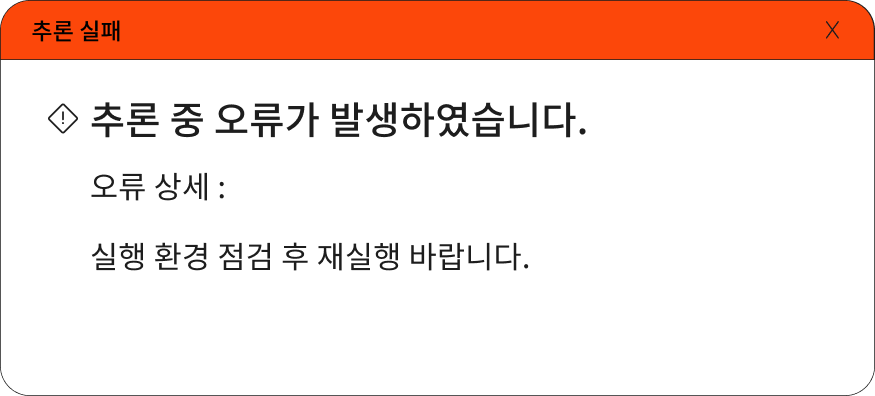 추론 실패 X
추론 중 오류가 발생하였습니다.
오류 상세 :
실행 환경 점검 후 재실행 바랍니다.